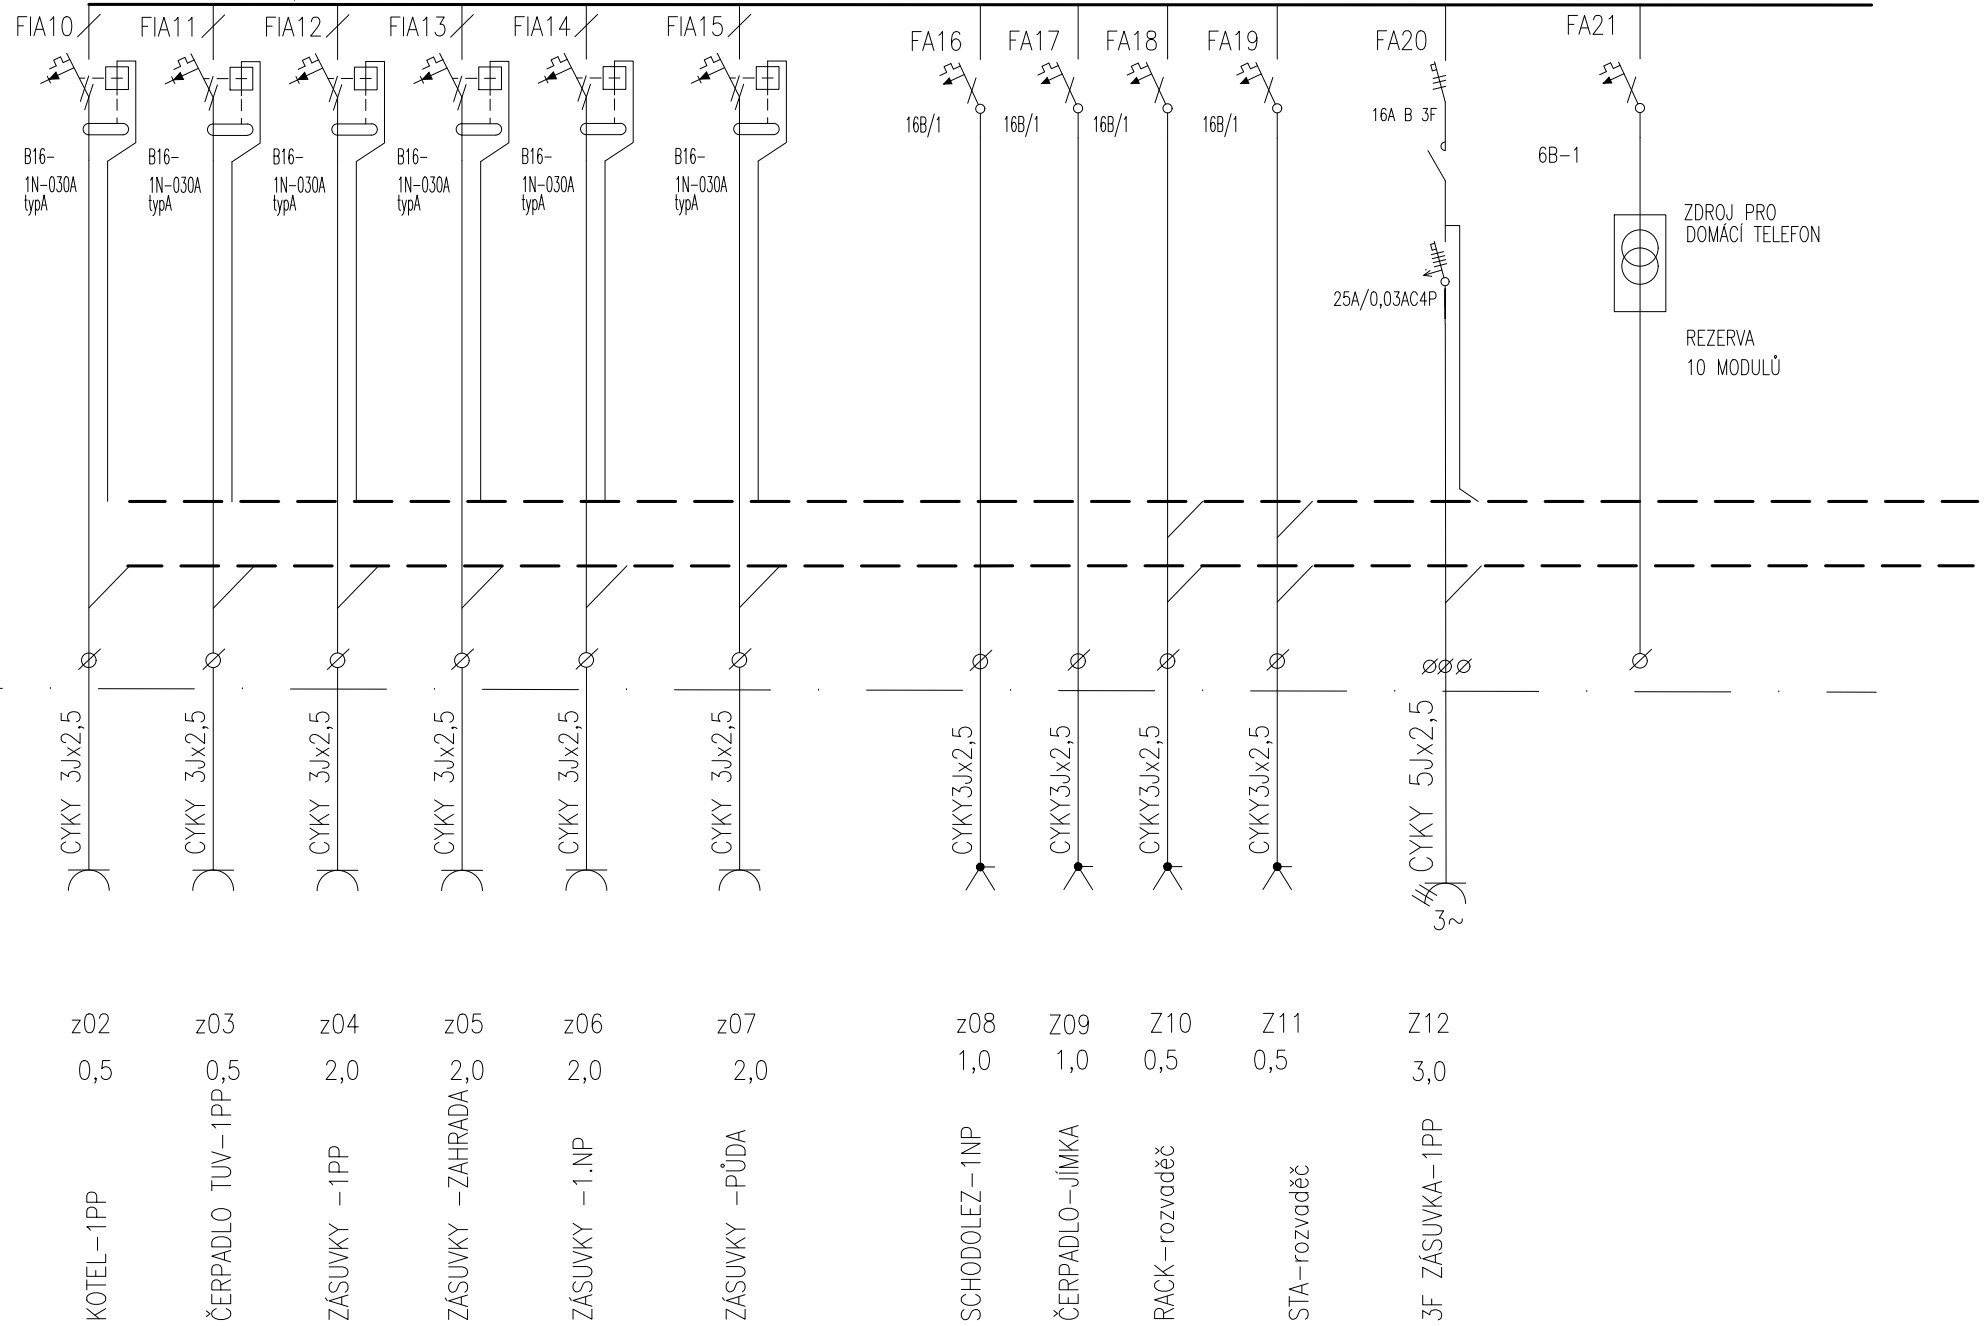 FIA10
FIA11
FIA12
FIA13
FIA14
FIA15
FA16
FA17
FA18
FA19
FA20
FA21
B16-
1N-030A
typA
B16-
1N-030A
typA
B16-
1N-030A
typA
B16-
1N-030A
typA
B16-
1N-030A
typA
B16-
1N-030A
typA
16B/1
16B/1
16B/1
16B/1
16A B 3F
25A/0,03AC4P
6B-1
ZDROJ PRO
DOMÁCÍ TELEFON
REZERVA
10 MODULŮ
CYKY 3Jx2,5
CYKY 3Jx2,5
CYKY 3Jx2,5
CYKY 3Jx2,5
CYKY 3Jx2,5
CYKY 3Jx2,5
CYKY3Jx2,5
CYKY3Jx2,5
CYKY3Jx2,5
CYKY3Jx2,5
CYKY 5Jx2,5
3~
z02
z03
z04
z05
z06
z07
z08
Z09
Z10
Z11
Z12
0,5
0,5
2,0
2,0
2,0
2,0
1,0
1,0
0,5
0,5
3,0
KOTEL-1PP
ČERPADLO TUV-1PP
ZÁSUVKY -1PP
ZÁSUVKY -ZAHRADA
ZÁSUVKY -1.NP
ZÁSUVKY -PŮDA
SCHODOLEZ-1NP
ČERPADLO-JÍMKA
RACK-rozvaděč
STA-rozvaděč
3F ZÁSUVKA-1PP